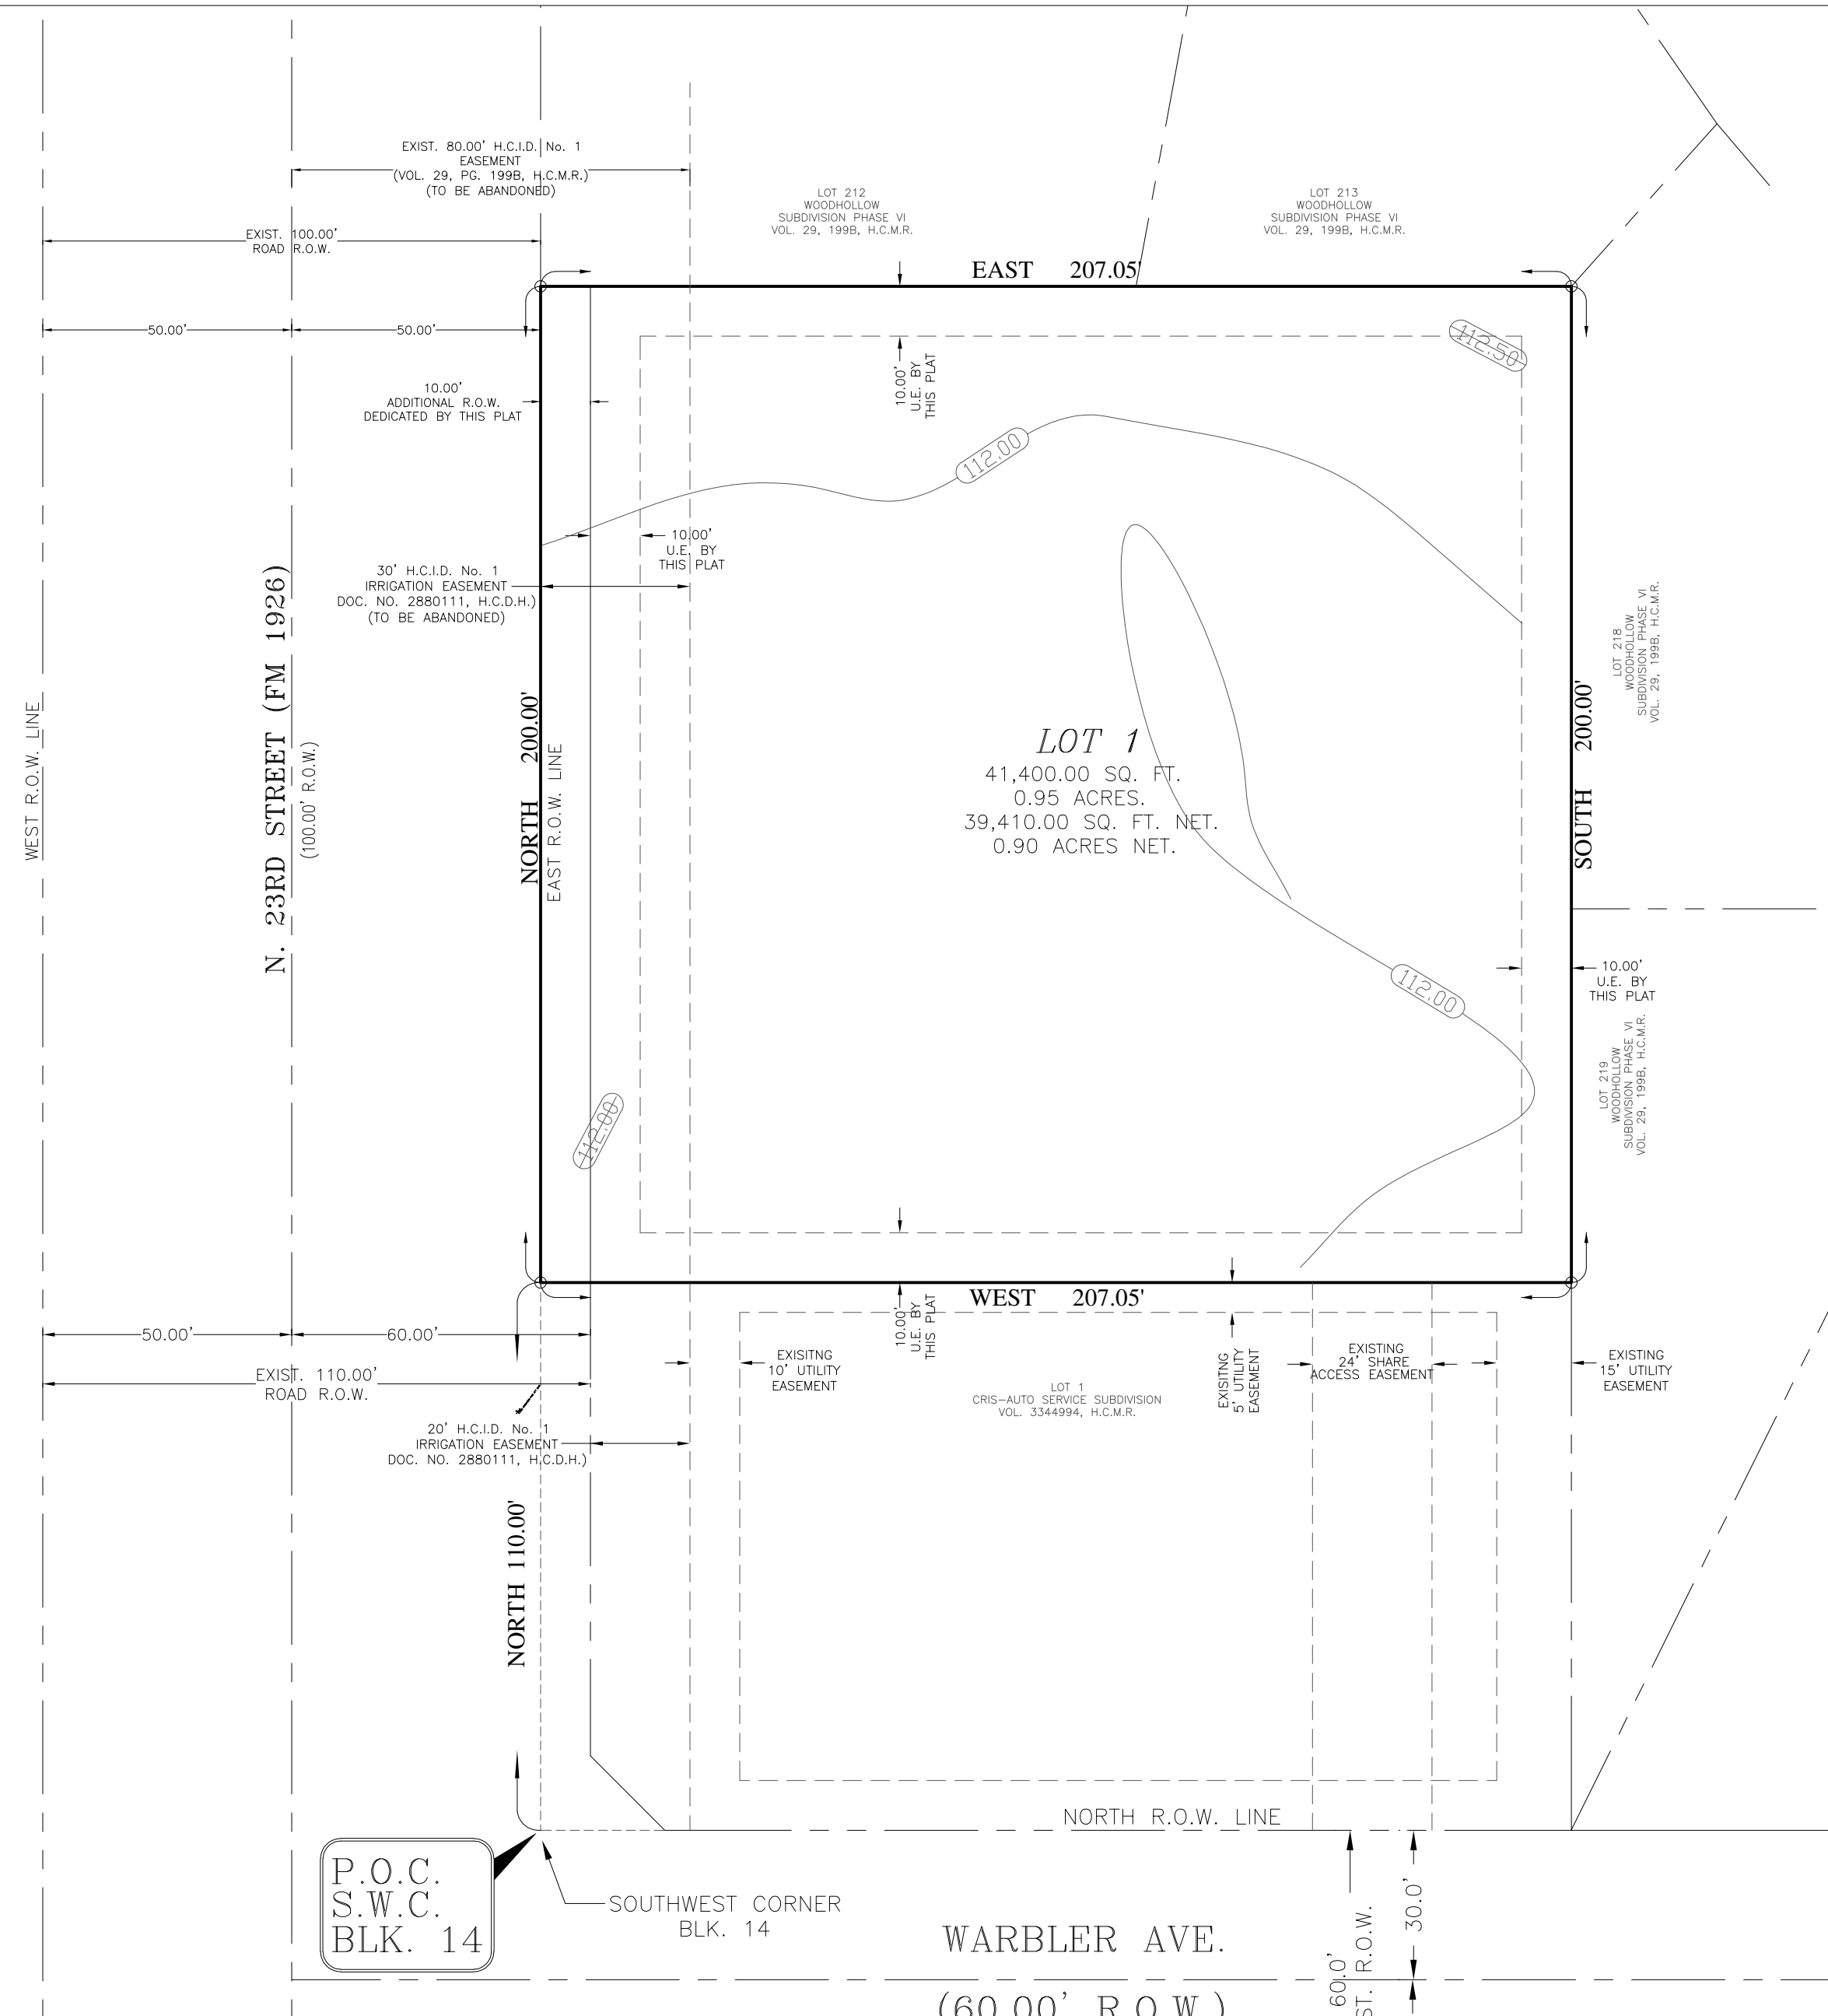 EXIST. 80.00' H.C.I.D. No. 1
EASEMENT
(VOL. 29, PG. 199B, H.C.M.R.)
(TO BE ABANDONED)
LOT 212
WOODHOLLOW
SUBDIVISION PHASE VI
VOL. 29, 199B, H.C.M.R.
LOT 213
WOODHOLLOW
SUBDIVISION PHASE VI
VOL. 29, 199B, H.C.M.R.
EXIST. 100.00'
ROAD R.O.W.
EAST 207.05'
50.00'
50.00'
112.50
10.00'
U.E. BY
THIS PLAT
10.00'
ADDITIONAL R.O.W.
DEDICATED BY THIS PLAT
112.00
10.00'
U.E. BY
THIS PLAT
30' H.C.I.D. No. 1
IRRIGATION EASEMENT
DOC. NO. 2880111, H.C.D.H.)
(TO BE ABANDONED)
WEST R.O.W. LINE
N. 23RD STREET (FM 1926)
(100.00' R.O.W.)
NORTH 200.00'
EAST R.O.W. LINE
LOT 1
41,400.00 SQ. FT.
0.95 ACRES.
39,410.00 SQ. FT. NET.
0.90 ACRES NET.
SOUTH 200.00'
LOT 218
WOODHOLLOW
SUBDIVISION PHASE VI
VOL. 29, 199B, H.C.M.R.
112.00
10.00'
U.E. BY
THIS PLAT
LOT 219
WOODHOLLOW
SUBDIVISION PHASE VI
VOL. 29, 199B, H.C.M.R.
112.00
WEST 207.05'
10.00'
U.E. BY
THIS PLAT
50.00'
60.00'
EXIST. 110.00'
ROAD R.O.W.
EXISITNG
10' UTILITY
EASEMENT
LOT 1
CRIS-AUTO SERVICE SUBDIVISION
VOL. 3344994, H.C.M.R.
EXISITING
5' UTILITY
EASEMENT
EXISTING
24' SHARE
ACCESS EASEMENT
EXISTING
15' UTILITY
EASEMENT
20' H.C.I.D. No. 1
IRRIGATION EASEMENT
DOC. NO. 2880111, H.C.D.H.)
NORTH 110.00'
NORTH R.O.W. LINE
P.O.C.
S.W.C.
BLK. 14
SOUTHWEST CORNER
BLK. 14
WARBLER AVE.
(60.00' R.O.W.)
60.0'
ST. R.O.W.
30.0'